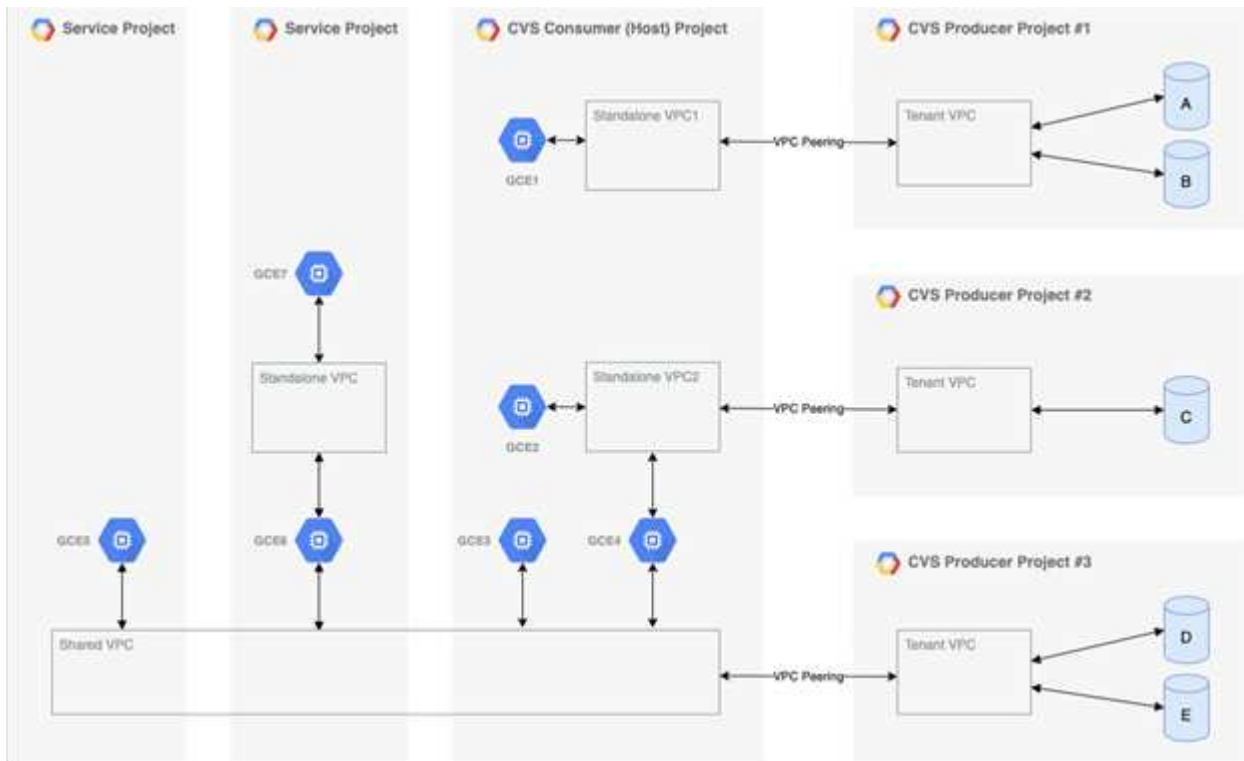 Service Project
Service Project
CVS Consumer (Host) Project
CVS Producer Project #1
Standalone VPC1
Tenant VPC
A
VPC Peering
GCE1
B
GCE7
CVS Producer Project #2
Standalone VPC
Standalone VPC2
Tenant VPC
VPC Peering
C
GCE2
GCE5
GCE6
GCE3
GCE4
CVS Producer Project #3
Shared VPC
Tenant VPC
D
VPC Peering
E